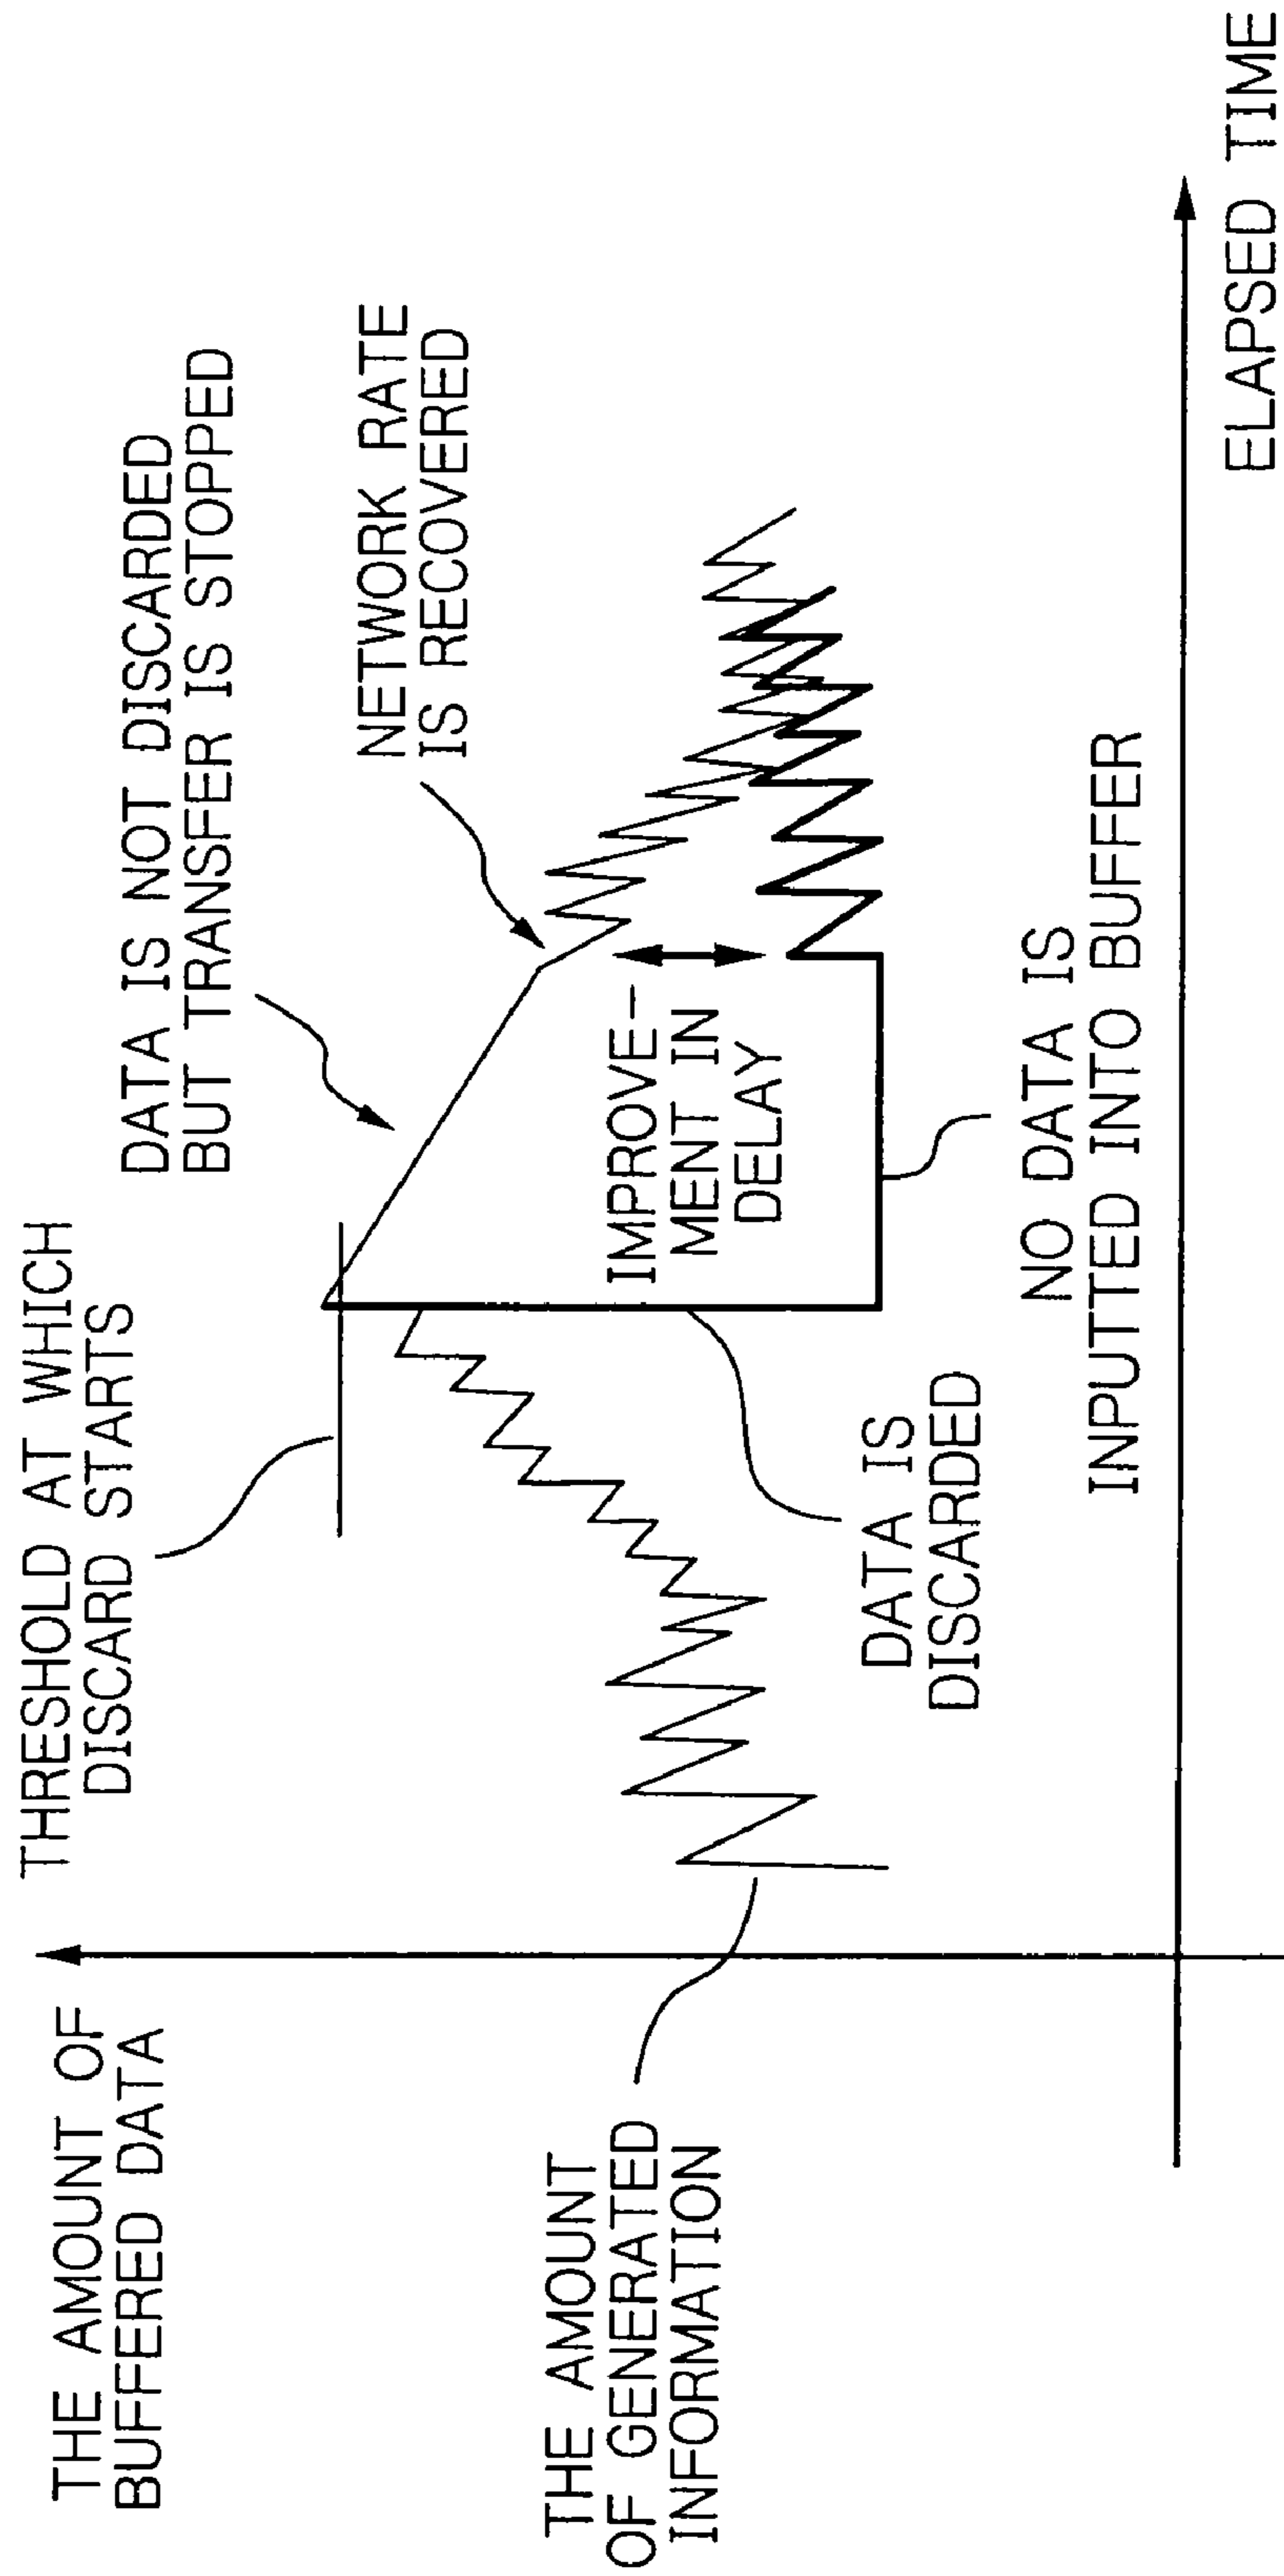 THE AMOUNT OF
BUFFERED DATA
THRESHOLD AT WHICH
DISCARD STARTS
DATA IS NOT DISCARDED
BUT TRANSFER IS STOPPED
NETWORK RATE
IS RECOVERED
THE AMOUNT
OF GENERATED
INFORMATION
IMPROVE-
MENT IN
DELAY
DATA IS
DISCARDED
NO DATA IS
INPUTTED INTO BUFFER
ELAPSED TIME